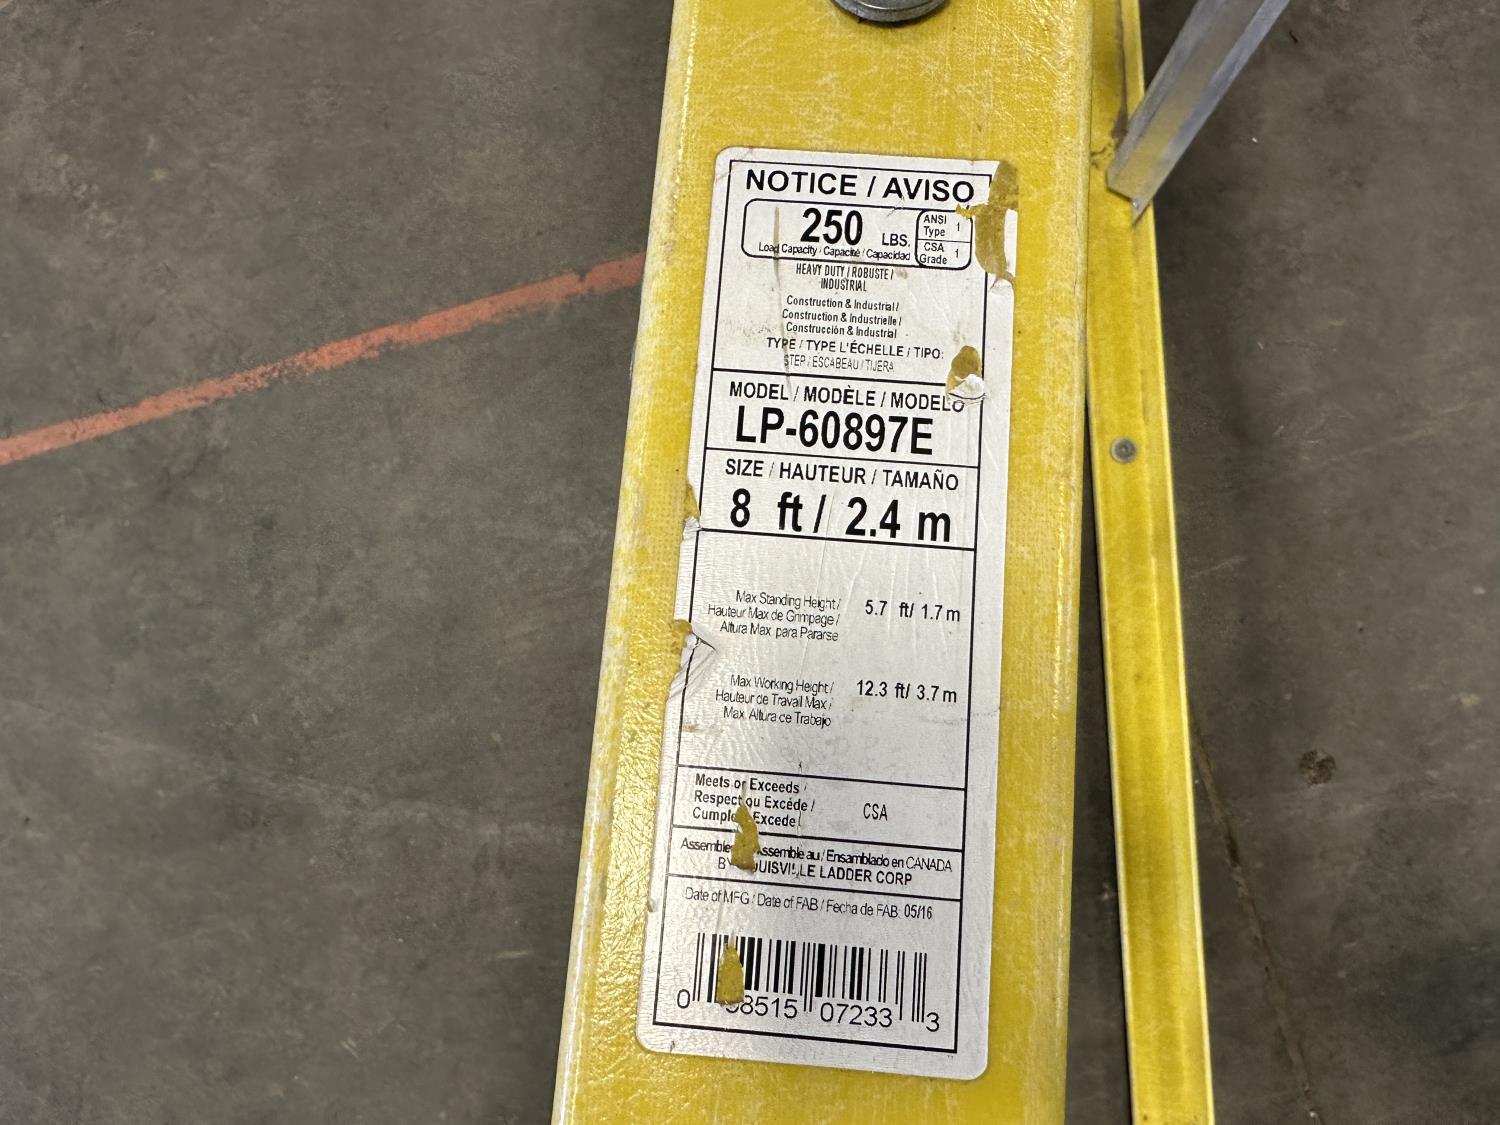 NOTICE / AVISO
250 LBS.
Load Capacity / Capacité / Capacidad
ANSI Type 1
CSA Grade 1
HEAVY DUTY / ROBUSTE /
INDUSTRIAL
Construction & Industrial /
Construction & Industrielle /
Construcción & Industrial
TYPE / TYPE L'ÉCHELLE / TIPO:
STEP / ESCABEAU / TIJERA
MODEL / MODÈLE / MODELO
LP-60897E
SIZE / HAUTEUR / TAMAÑO
8 ft / 2.4 m
Max Standing Height /
Hauteur Max de Grimpage /
Altura Max para Pararse
5.7 ft/ 1.7 m
Max Working Height /
Hauteur de Travail Max /
Max Altura de Trabajo
12.3 ft/ 3.7 m
Meets or Exceeds /
Respect ou Excède /
Excede
CSA
Assemble au / Ensamblado en CANADA
LADDER CORP
Date of MFG / Date of FAB / Fecha de FAB: 05/16
0 8515 07233 3